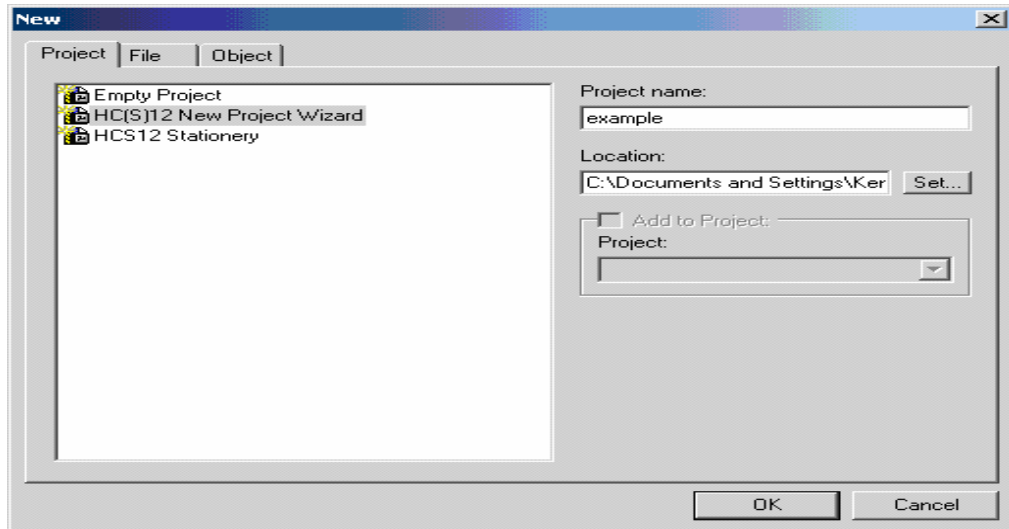 New
Project File Object
Empty Project
HC(S)12 New Project Wizard
HCS12 Stationery
Project name:
example
Location:
C:\Documents and Settings\Ker Set...
Add to Project:
Project:
OK Cancel